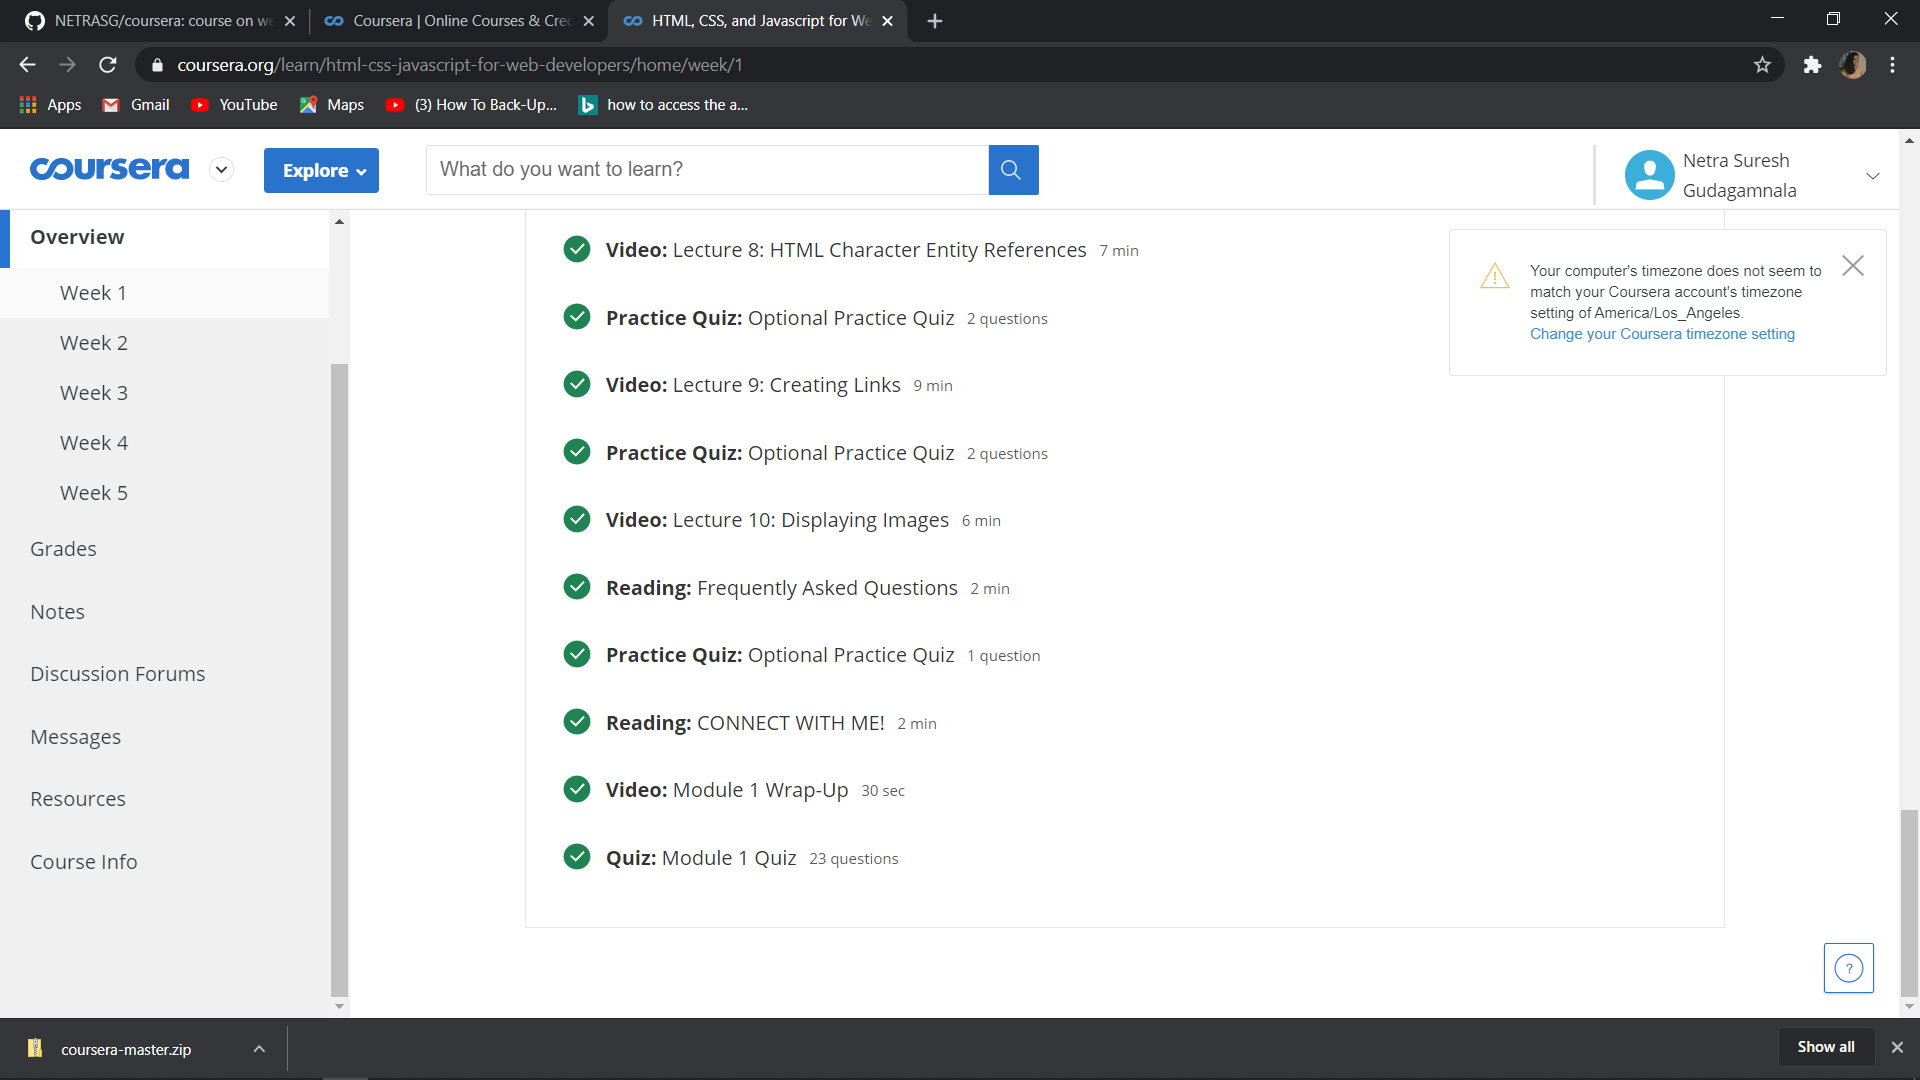 NETRASG/coursera: course on we
Coursera | Online Courses & Cred
HTML, CSS, and Javascript for We
coursera.org/learn/html-css-javascript-for-web-developers/home/week/1
Apps
Gmail
YouTube
Maps
(3) How To Back-Up...
how to access the a...
coursera
Explore
What do you want to learn?
Netra Suresh
Gudagamnala
Overview
Week 1
Week 2
Week 3
Week 4
Week 5
Grades
Notes
Discussion Forums
Messages
Resources
Course Info
Video: Lecture 8: HTML Character Entity References 7 min
Practice Quiz: Optional Practice Quiz 2 questions
Video: Lecture 9: Creating Links 9 min
Practice Quiz: Optional Practice Quiz 2 questions
Video: Lecture 10: Displaying Images 6 min
Reading: Frequently Asked Questions 2 min
Practice Quiz: Optional Practice Quiz 1 question
Reading: CONNECT WITH ME! 2 min
Video: Module 1 Wrap-Up 30 sec
Quiz: Module 1 Quiz 23 questions
Your computer's timezone does not seem to
match your Coursera account's timezone
setting of America/Los_Angeles.
Change your Coursera timezone setting
?
coursera-master.zip
Show all